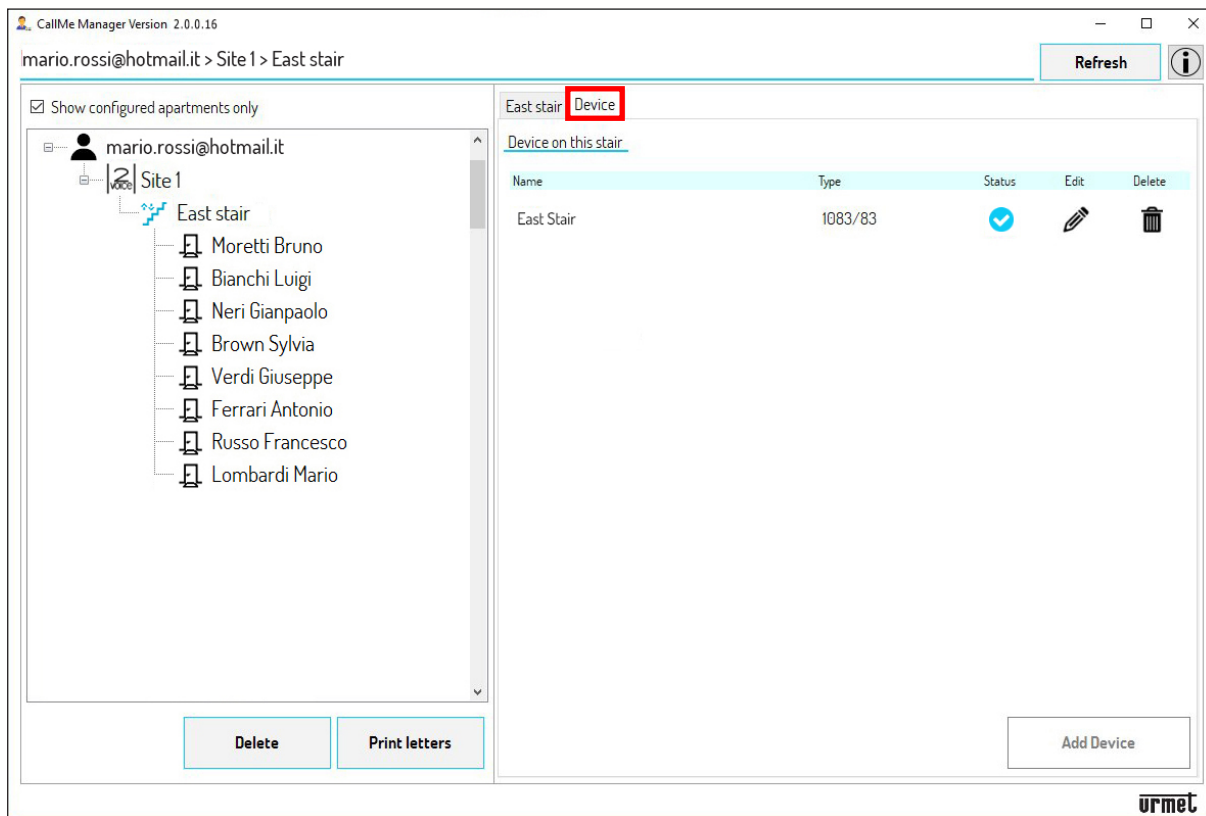 CallMe Manager Version 2.0.0.16
mario.rossi@hotmail.it > Site 1 > East stair
Refresh
Show configured apartments only
mario.rossi@hotmail.it
2 VOICE Site 1
East stair
Moretti Bruno
Bianchi Luigi
Neri Gianpaolo
Brown Sylvia
Verdi Giuseppe
Ferrari Antonio
Russo Francesco
Lombardi Mario
Delete Print letters
East stair Device
Device on this stair
Name Type Status Edit Delete
East Stair 1083/83
Add Device
urmet